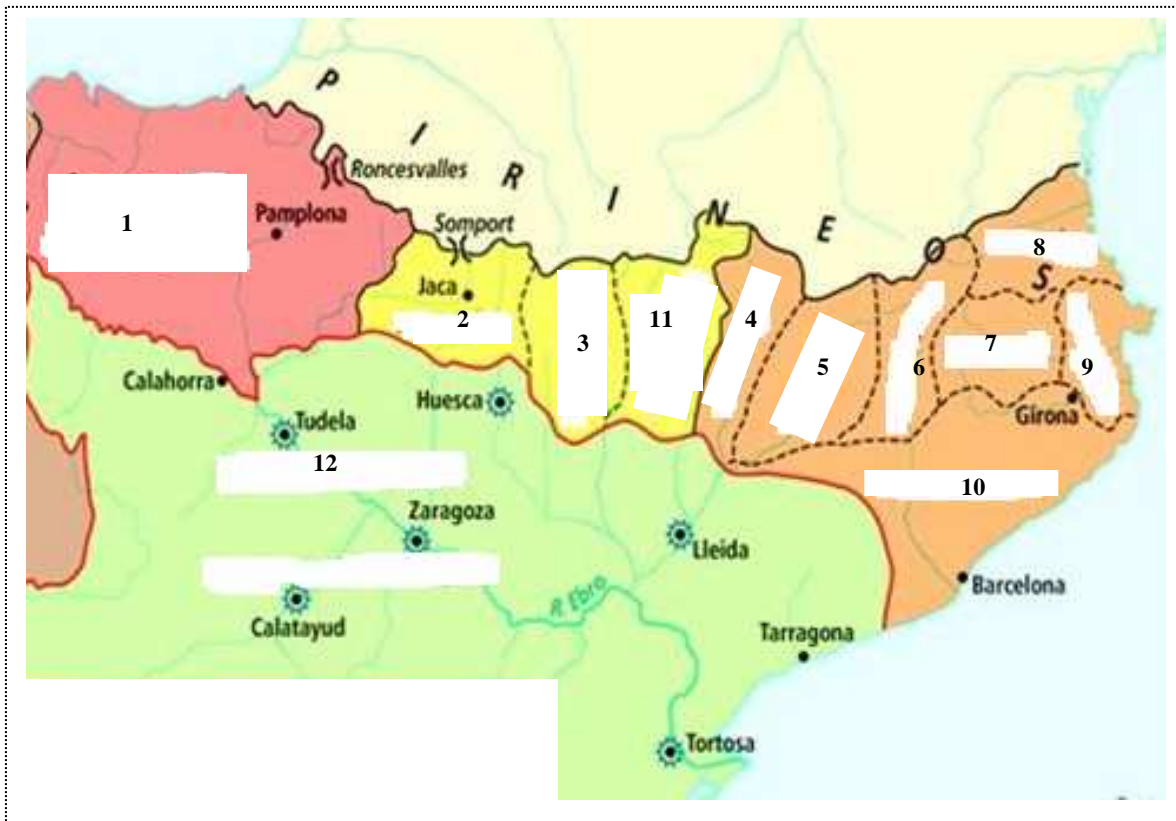 P I R I N E O S
Roncesvalles
1
Pamplona
Somport
8
Jaca
2
3
11
4
5
6
7
9
Calahorra
Huesca
Girona
Tudela
12
10
Zaragoza
Lleida
Barcelona
R. Ebro
Calatayud
Tarragona
Tortosa